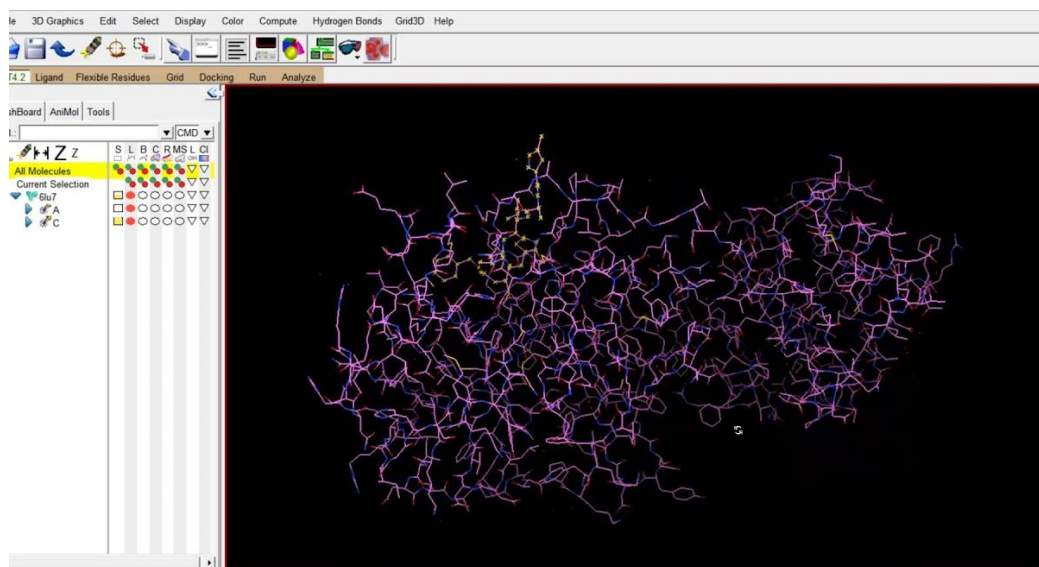 le 3D Graphics Edit Select Display Color Compute Hydrogen Bonds Grid3D Help
T4.2 Ligand Flexible Residues Grid Docking Run Analyze
shBoard AniMol Tools
CMD
Z z S L B C R MS L Cl
All Molecules
Current Selection
6lu7
A
C